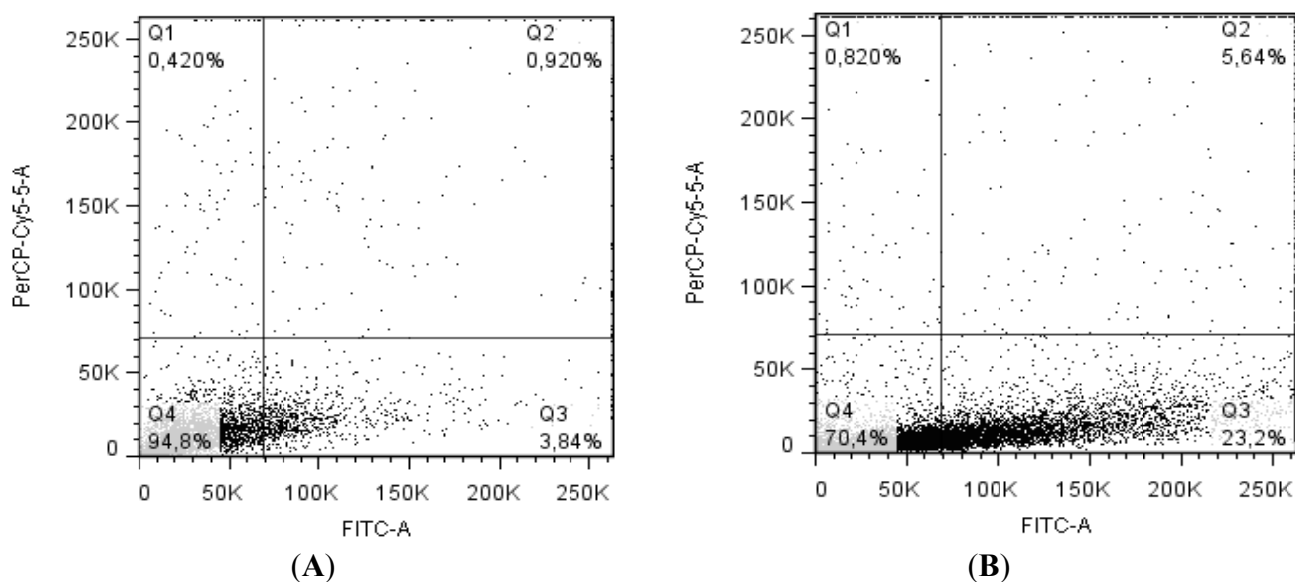 250K
200K
150K
100K
50K
0
PerCP-Cy5-5-A
Q1
0,420%
Q2
0,920%
Q4
94,8%
Q3
3,84%
0 50K 100K 150K 200K 250K
FITC-A
(A)
250K
200K
150K
100K
50K
0
PerCP-Cy5-5-A
Q1
0,820%
Q2
5,64%
Q4
70,4%
Q3
23,2%
0 50K 100K 150K 200K 250K
FITC-A
(B)